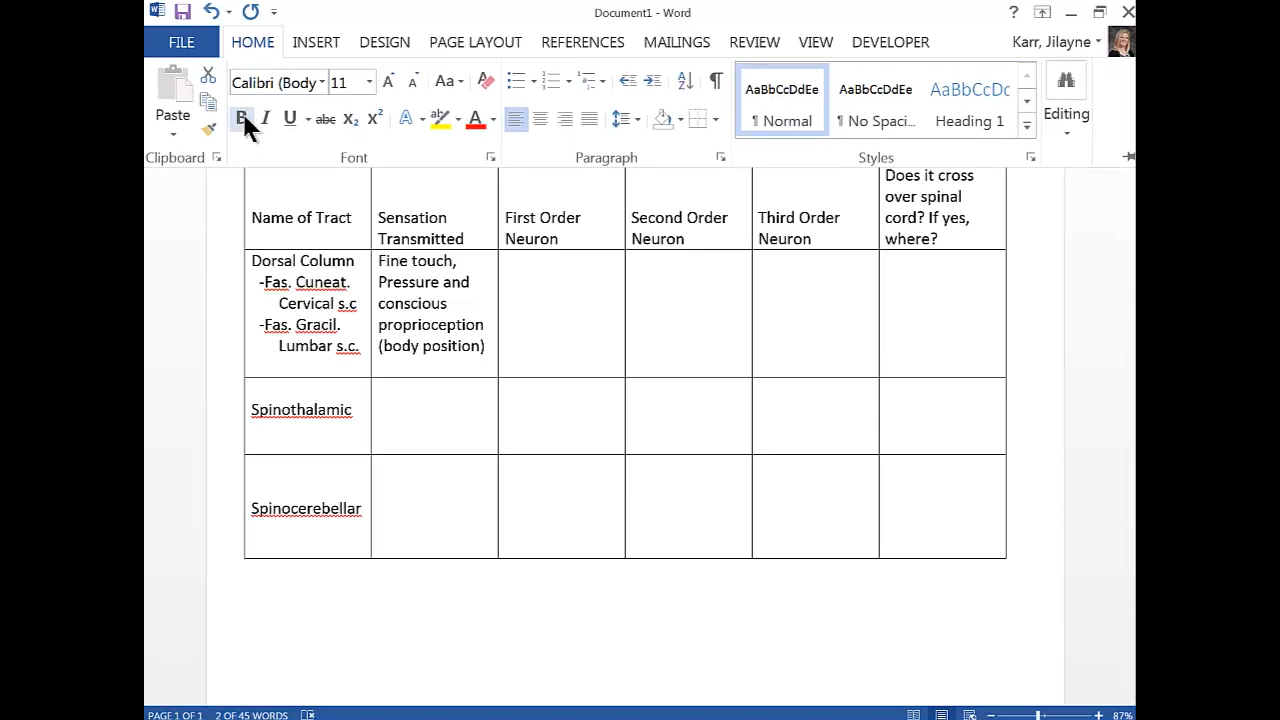 Document1 - Word
?
FILE HOME INSERT DESIGN PAGE LAYOUT REFERENCES MAILINGS REVIEW VIEW DEVELOPER Karr, Jilayne
Paste
Calibri (Body 11 Aa
B I U abc X₂ X² A ab A
AaBbCcDdEe AaBbCcDdEe AaBbCcDc
¶ Normal ¶ No Spaci... Heading 1
Editing
Clipboard Font Paragraph Styles
Name of Tract
Sensation
Transmitted
First Order
Neuron
Second Order
Neuron
Third Order
Neuron
Does it cross
over spinal
cord? If yes,
where?
Dorsal Column
-Fas. Cuneat.
Cervical s.c
-Fas. Gracil.
Lumbar s.c.
Fine touch,
Pressure and
conscious
proprioception
(body position)
Spinothalamic
Spinocerebellar
PAGE 1 OF 1 2 OF 45 WORDS 87%